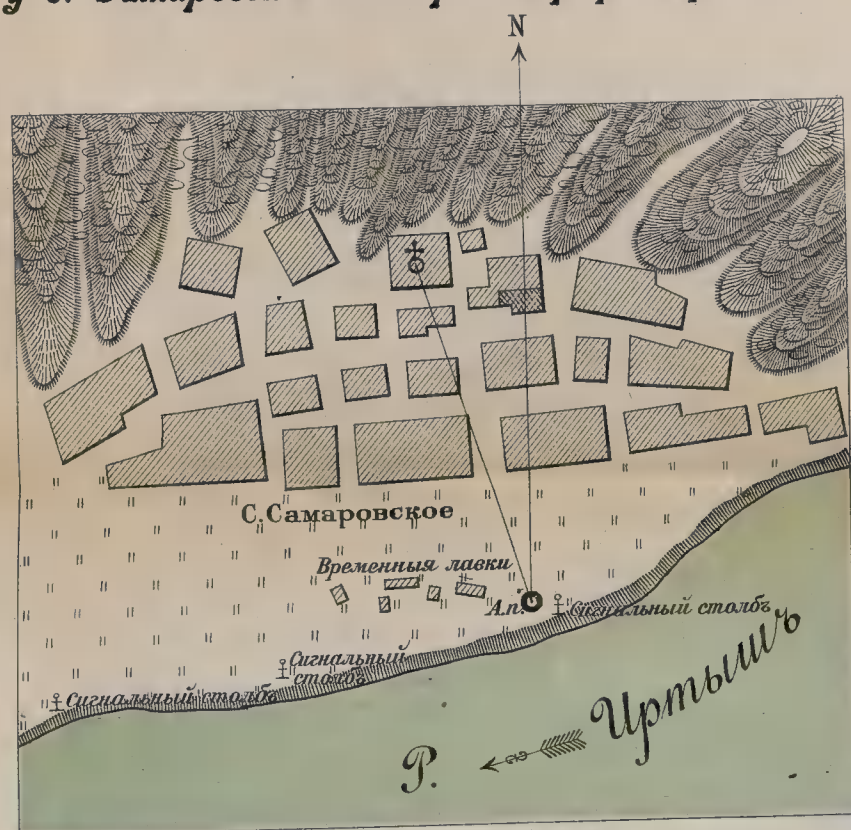 N
С. Самаровское
Временныя лавки
А.п.
Сигнальный столбъ
Сигнальный
столбъ
Сигнальный столбъ
Р. Иртышъ